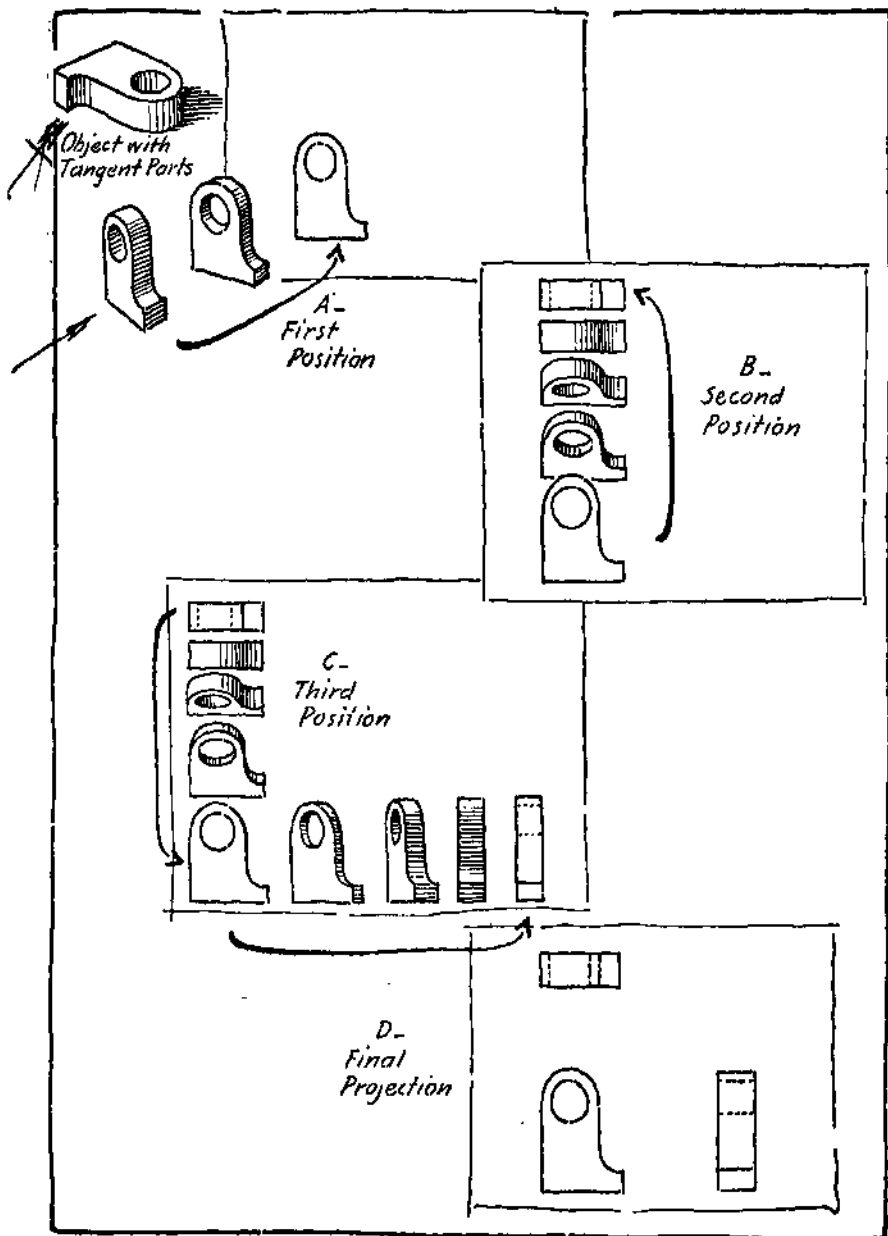 Object with
Tangent Parts
A-
First
Position
B-
Second
Position
C-
Third
Position
D-
Final
Projection